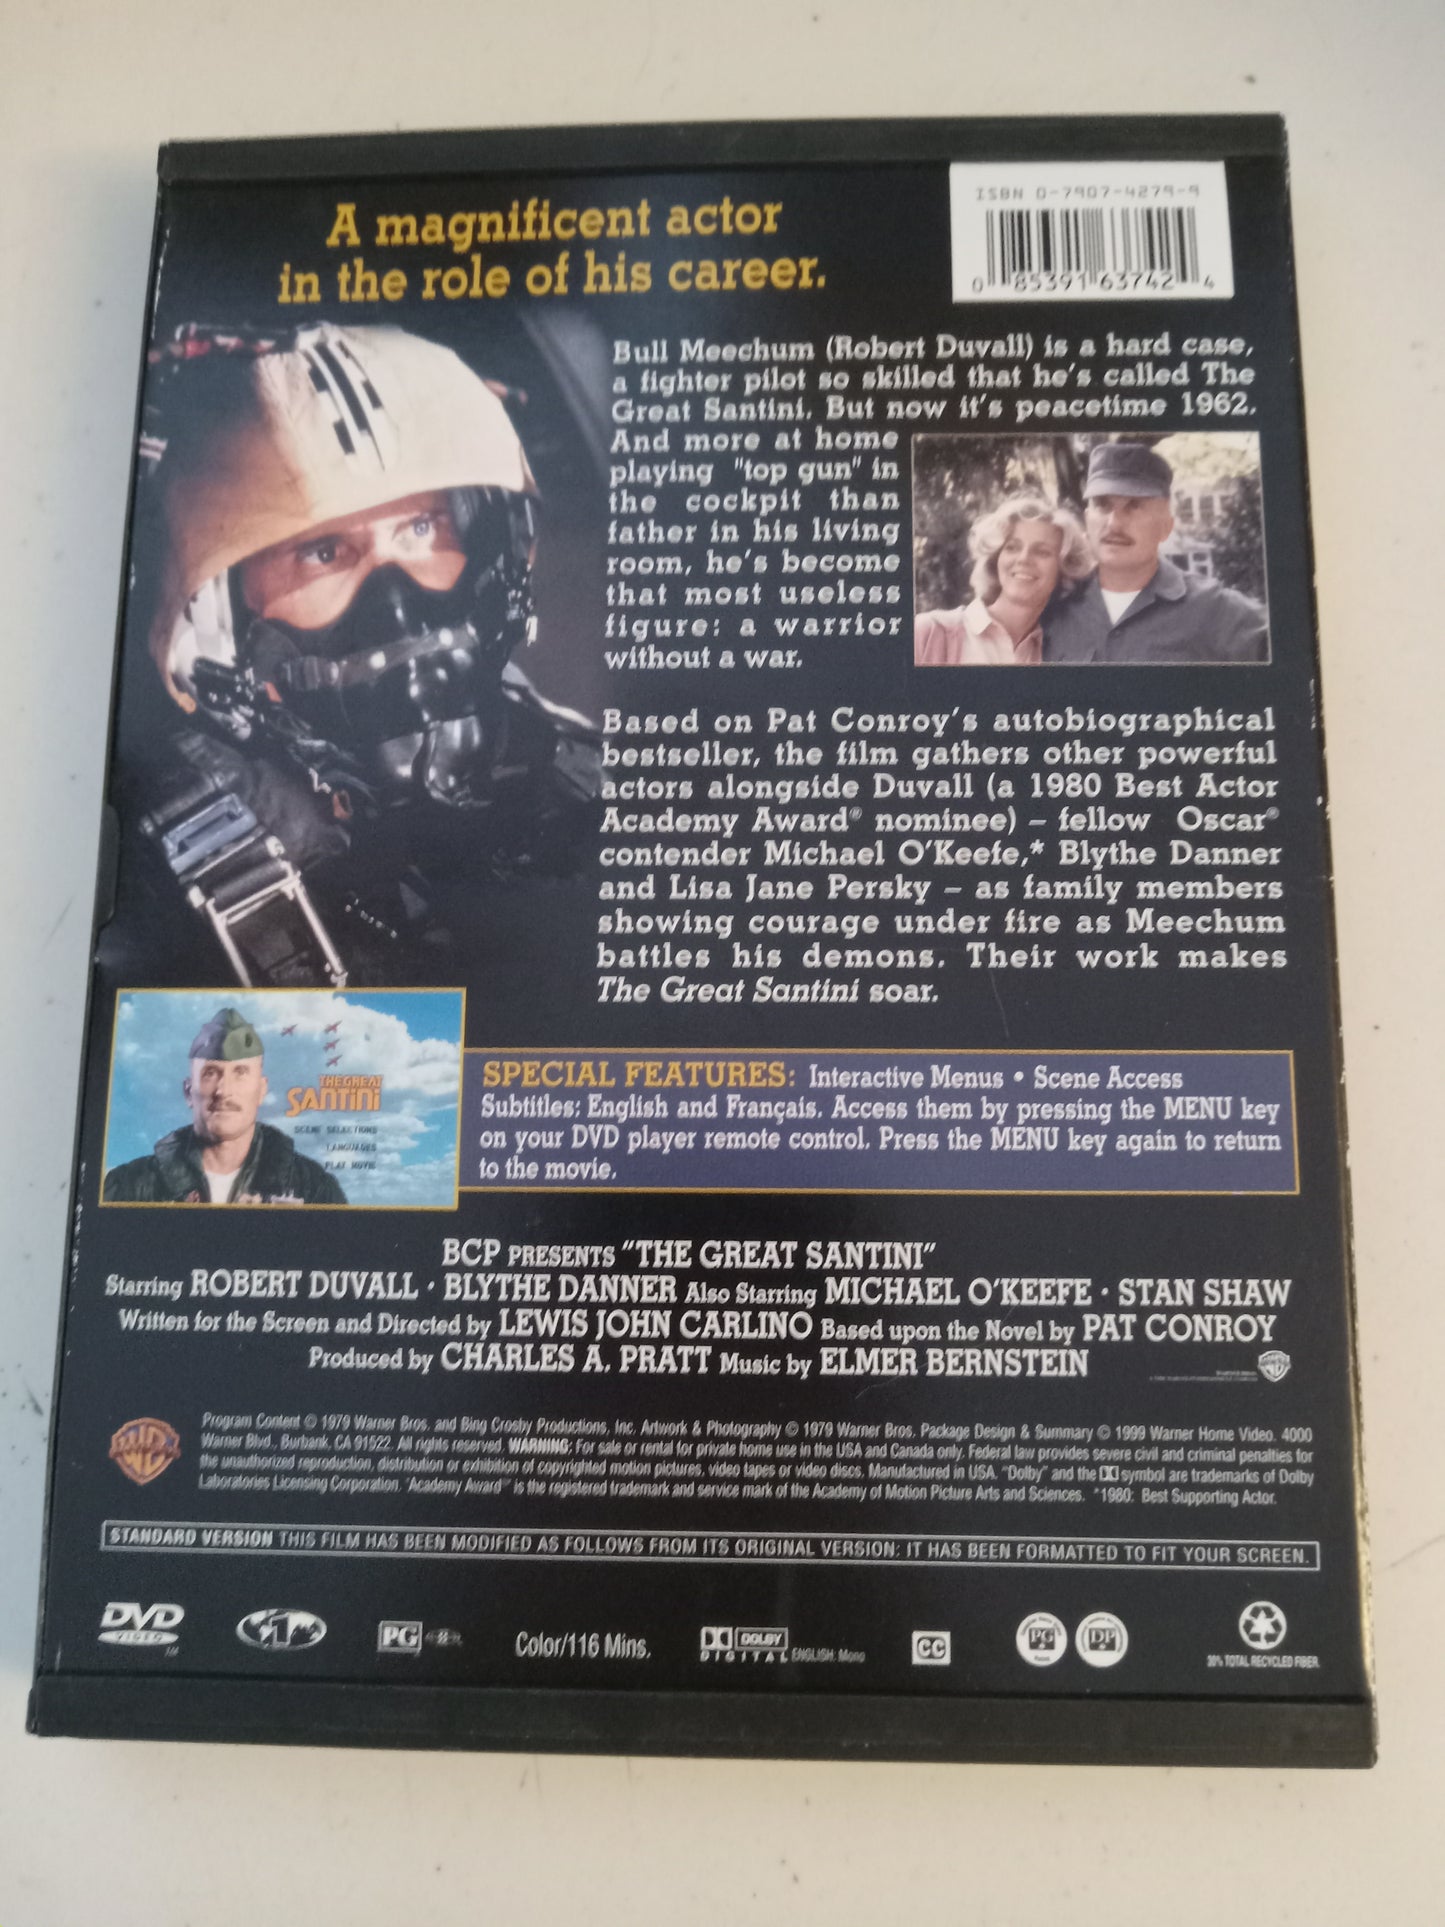 A magnificent actor
in the role of his career.
ISBN 0-7907-4279-9
0 85391 63742 4
Bull Meechum (Robert Duvall) is a hard case,
a fighter pilot so skilled that he's called The
Great Santini. But now it's peacetime 1962.
And more at home
playing "top gun" in
the cockpit than
father in his living
room, he's become
that most useless
figure: a warrior
without a war.
Based on Pat Conroy's autobiographical
bestseller, the film gathers other powerful
actors alongside Duvall (a 1980 Best Actor
Academy Award® nominee) – fellow Oscar®
contender Michael O'Keefe,* Blythe Danner
and Lisa Jane Persky – as family members
showing courage under fire as Meechum
battles his demons. Their work makes
The Great Santini soar.
THE GREAT
SANTINI
SCENE SELECTIONS
LANGUAGES
PLAY MOVIE
SPECIAL FEATURES: Interactive Menus • Scene Access
Subtitles: English and Français. Access them by pressing the MENU key
on your DVD player remote control. Press the MENU key again to return
to the movie.
BCP PRESENTS "THE GREAT SANTINI"
Starring ROBERT DUVALL · BLYTHE DANNER Also Starring MICHAEL O'KEEFE · STAN SHAW
Written for the Screen and Directed by LEWIS JOHN CARLINO Based upon the Novel by PAT CONROY
Produced by CHARLES A. PRATT Music by ELMER BERNSTEIN
Program Content © 1979 Warner Bros. and Bing Crosby Productions, Inc. Artwork & Photography © 1979 Warner Bros. Package Design & Summary © 1999 Warner Home Video. 4000
Warner Blvd., Burbank, CA 91522. All rights reserved. WARNING: For sale or rental for private home use in the USA and Canada only. Federal law provides severe civil and criminal penalties for
the unauthorized reproduction, distribution or exhibition of copyrighted motion pictures, video tapes or video discs. Manufactured in USA. "Dolby" and the DD symbol are trademarks of Dolby
Laboratories Licensing Corporation. "Academy Award®" is the registered trademark and service mark of the Academy of Motion Picture Arts and Sciences. *1980: Best Supporting Actor.
STANDARD VERSION THIS FILM HAS BEEN MODIFIED AS FOLLOWS FROM ITS ORIGINAL VERSION: IT HAS BEEN FORMATTED TO FIT YOUR SCREEN.
DVD
VIDEO
1
PG
Color/116 Mins.
DOLBY
DIGITAL ENGLISH: Mono
CC
PG
DP
30% TOTAL RECYCLED FIBER